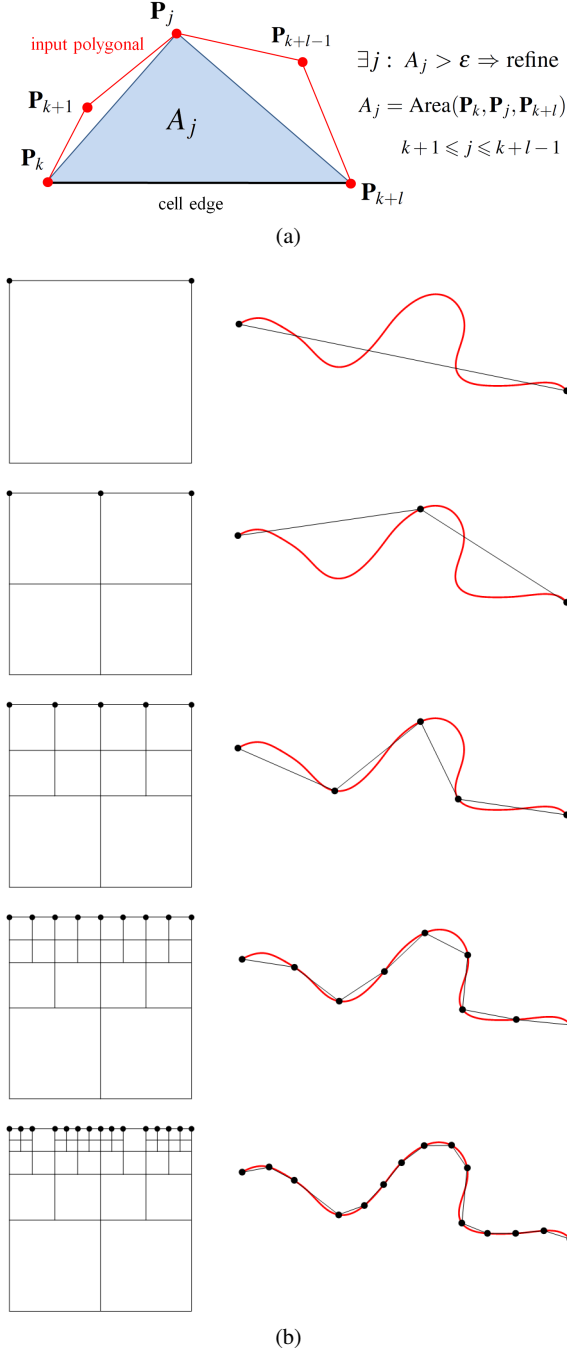 P_j
input polygonal
P_{k+l−1}
∃j : A_j > ε ⇒ refine
P_{k+1}
A_j
A_j = Area(P_k, P_j, P_{k+l})
P_k
k+1 ⩽ j ⩽ k+l−1
cell edge
P_{k+l}
(a)
(b)